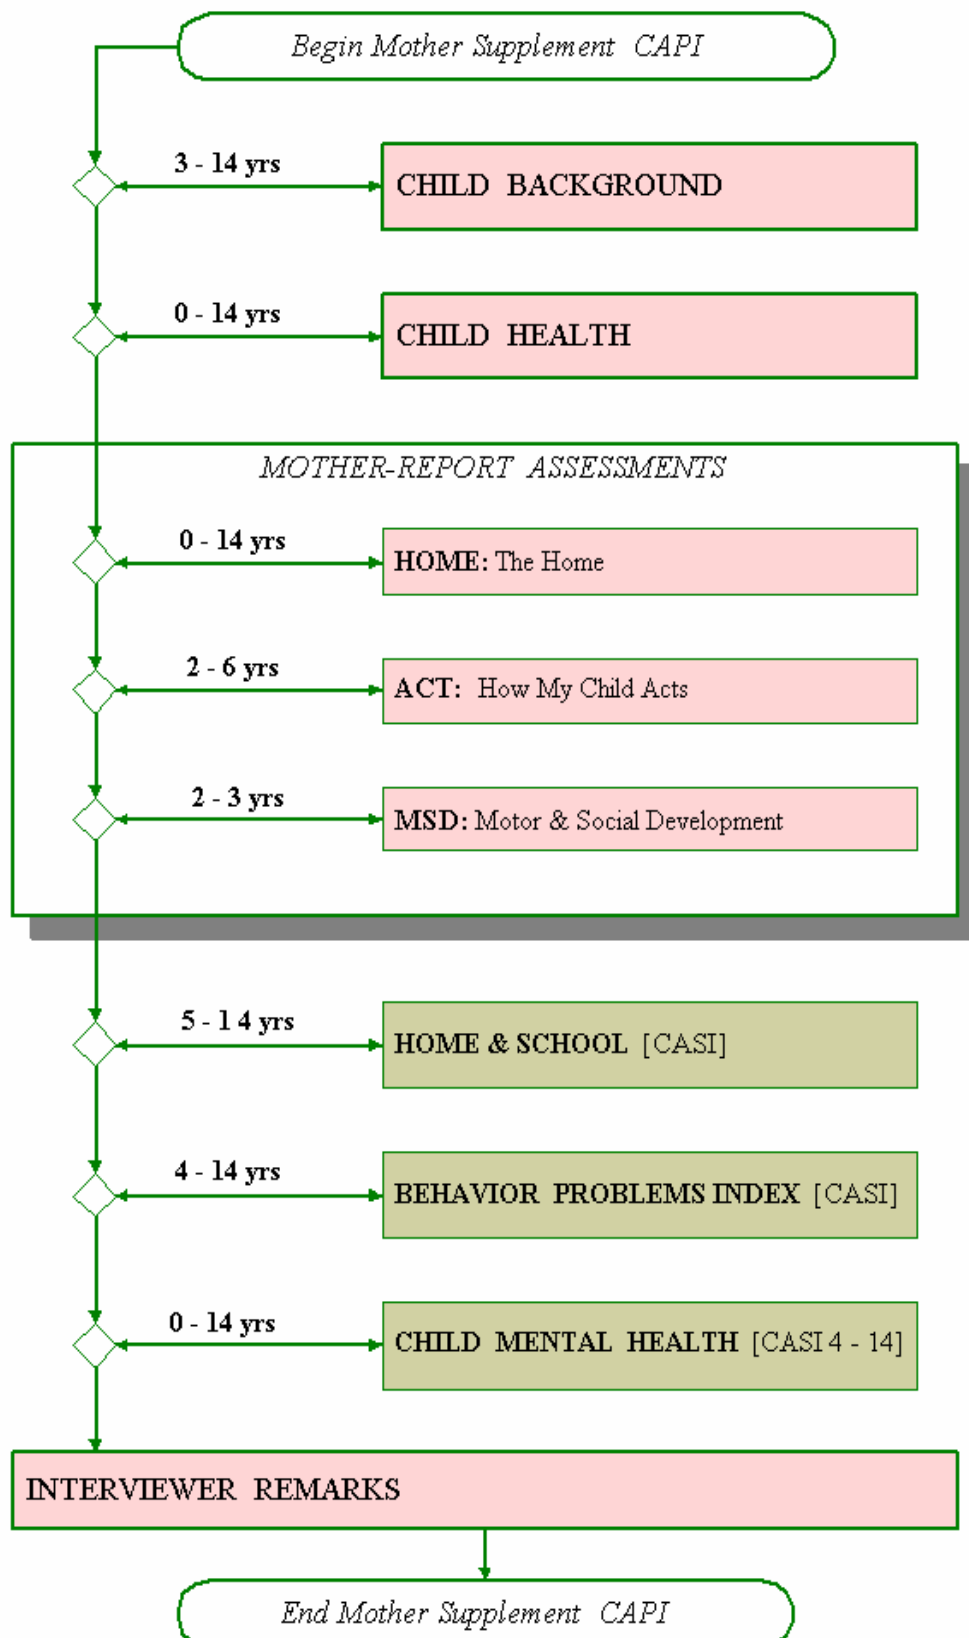 Begin Mother Supplement CAPI
3 - 14 yrs
CHILD BACKGROUND
0 - 14 yrs
CHILD HEALTH
MOTHER-REPORT ASSESSMENTS
0 - 14 yrs
HOME: The Home
2 - 6 yrs
ACT: How My Child Acts
2 - 3 yrs
MSD: Motor & Social Development
5 - 1 4 yrs
HOME & SCHOOL [CASI]
4 - 14 yrs
BEHAVIOR PROBLEMS INDEX [CASI]
0 - 14 yrs
CHILD MENTAL HEALTH [CASI 4 - 14]
INTERVIEWER REMARKS
End Mother Supplement CAPI